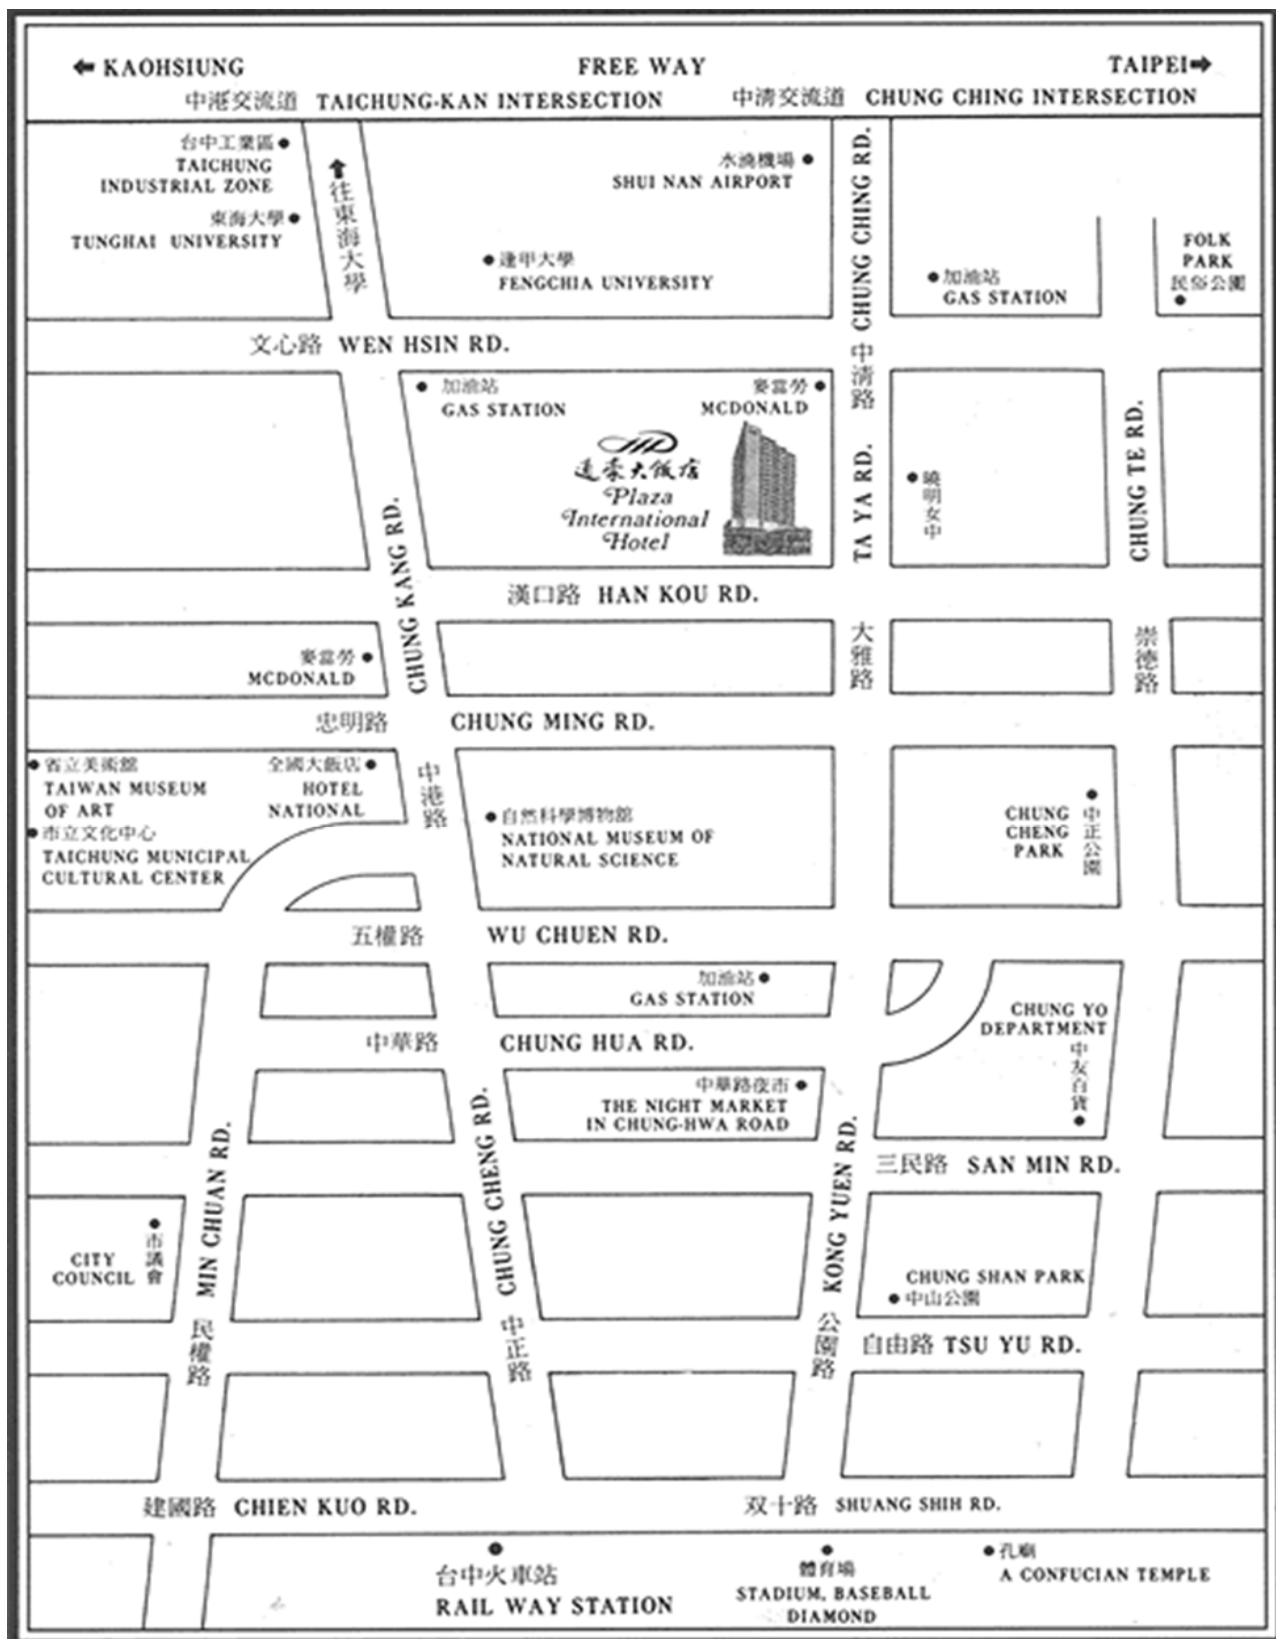 KAOHSIUNG
FREE WAY
TAIPEI
中港交流道 TAICHUNG-KAN INTERSECTION
中清交流道 CHUNG CHING INTERSECTION
台中工業區
TAICHUNG
INDUSTRIAL ZONE
東海大學
TUNGHAI UNIVERSITY
往東海大學
水湳機場
SHUI NAN AIRPORT
逢甲大學
FENGCHIA UNIVERSITY
CHUNG CHING RD.
中清路
加油站
GAS STATION
FOLK
PARK
民俗公園
文心路 WEN HSIN RD.
加油站
GAS STATION
麥當勞
MCDONALD
通豪大飯店
Plaza
International
Hotel
TA YA RD.
大雅路
曉明女中
CHUNG TE RD.
崇德路
CHUNG KANG RD.
中港路
漢口路 HAN KOU RD.
麥當勞
MCDONALD
忠明路 CHUNG MING RD.
省立美術館
TAIWAN MUSEUM
OF ART
市立文化中心
TAICHUNG MUNICIPAL
CULTURAL CENTER
全國大飯店
HOTEL
NATIONAL
自然科學博物館
NATIONAL MUSEUM OF
NATURAL SCIENCE
CHUNG
CHENG
PARK
中正公園
五權路 WU CHUEN RD.
加油站
GAS STATION
CHUNG YO
DEPARTMENT
中友百貨
中華路 CHUNG HUA RD.
中華路夜市
THE NIGHT MARKET
IN CHUNG-HWA ROAD
MIN CHUAN RD.
民權路
CHUNG CHENG RD.
中正路
KONG YUEN RD.
公園路
三民路 SAN MIN RD.
CITY
COUNCIL
市議會
CHUNG SHAN PARK
中山公園
自由路 TSU YU RD.
建國路 CHIEN KUO RD.
双十路 SHUANG SHIH RD.
台中火車站
RAIL WAY STATION
體育場
STADIUM, BASEBALL
DIAMOND
孔廟
A CONFUCIAN TEMPLE